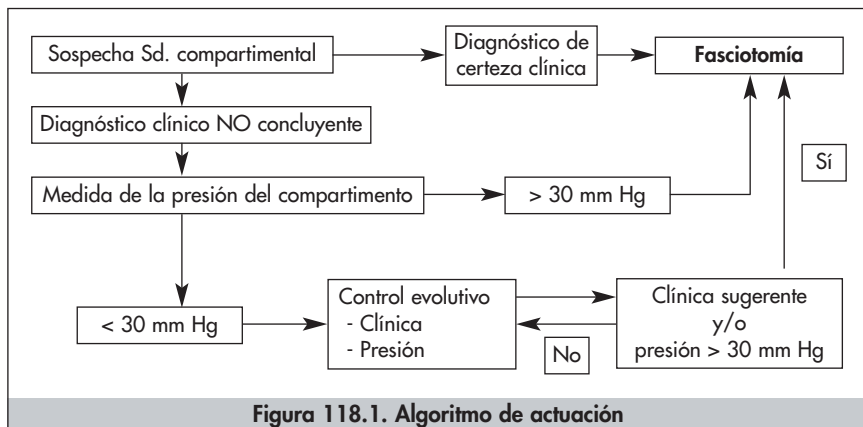 Sospecha Sd. compartimental
Diagnóstico de
certeza clínica
Fasciotomía
Diagnóstico clínico NO concluyente
Sí
Medida de la presión del compartimento
> 30 mm Hg
< 30 mm Hg
Control evolutivo
- Clínica
- Presión
No
Clínica sugerente
y/o
presión > 30 mm Hg
Figura 118.1. Algoritmo de actuación